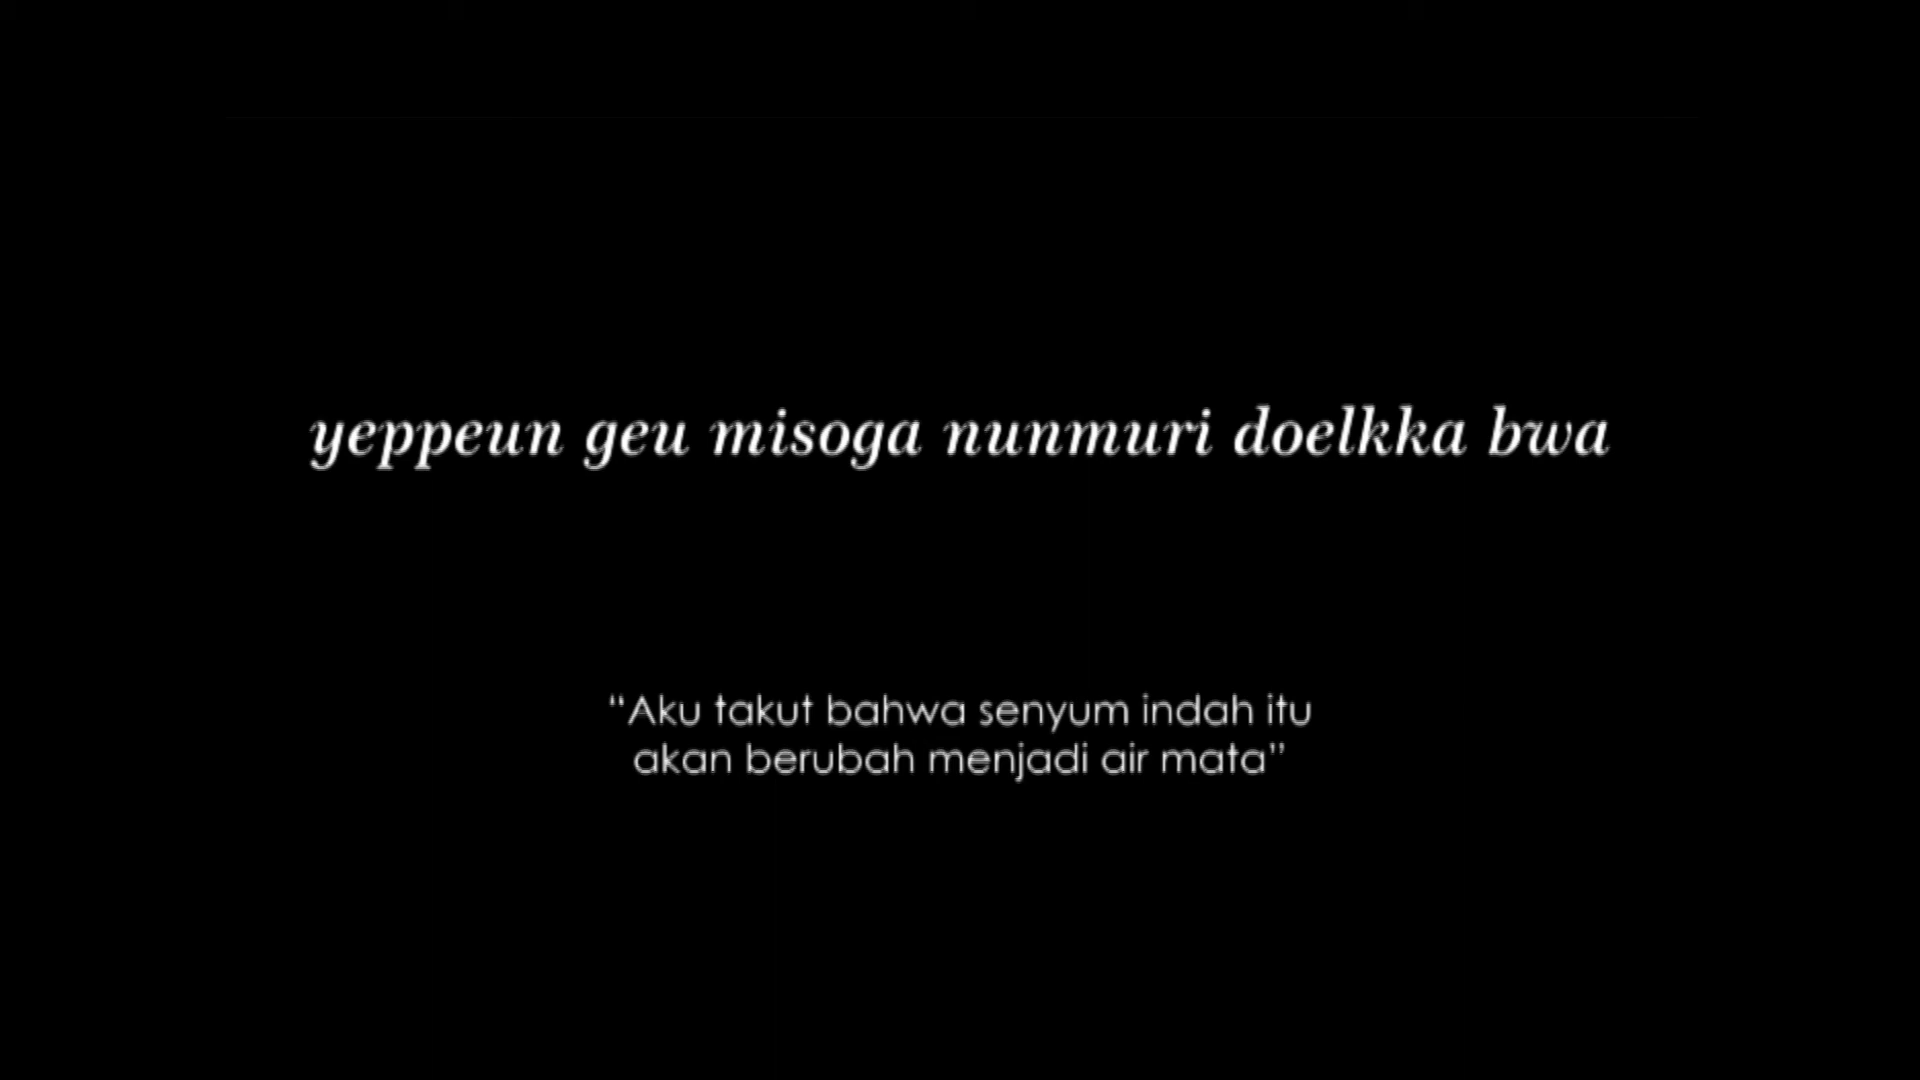 yeppeun geu misoga nunmuri doelkka bwa
“Aku takut bahwa senyum indah itu
akan berubah menjadi air mata”